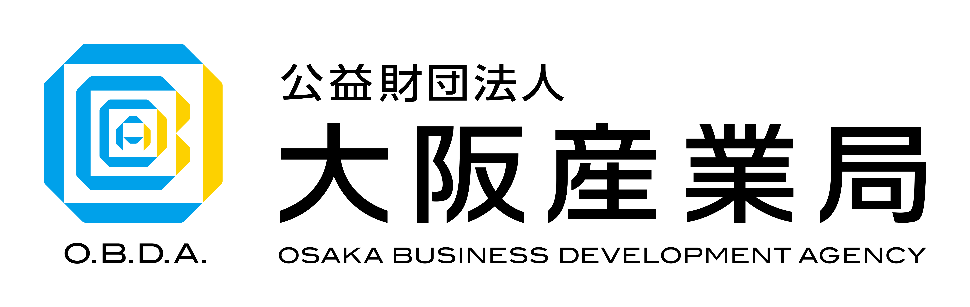 O.B.D.A.
公益財団法人
大阪産業局
OSAKA BUSINESS DEVELOPMENT AGENCY